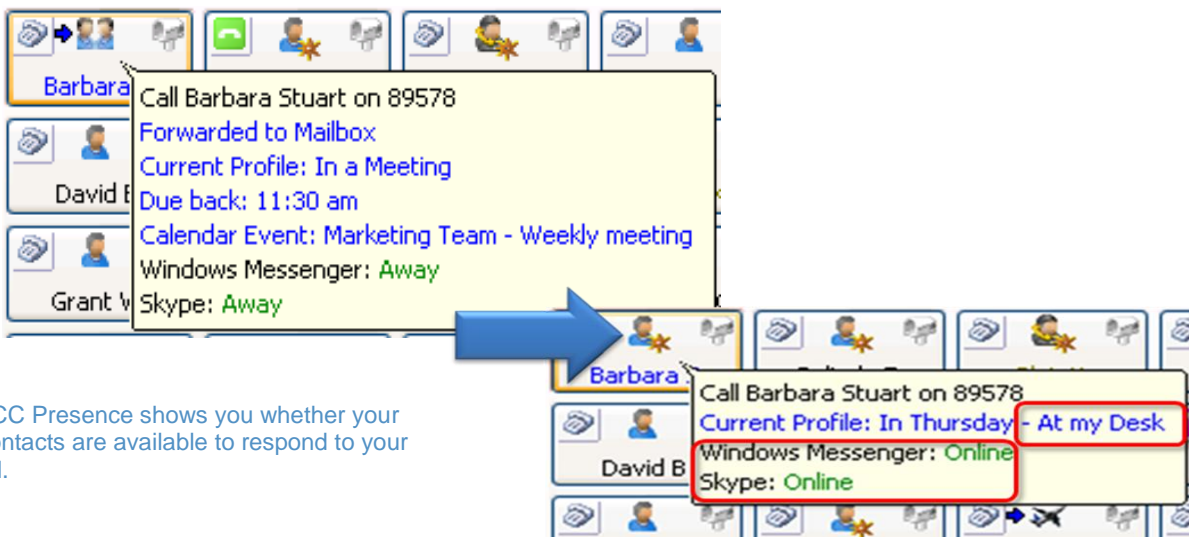 Barbara
Call Barbara Stuart on 89578
Forwarded to Mailbox
Current Profile: In a Meeting
David
Due back: 11:30 am
Calendar Event: Marketing Team - Weekly meeting
Windows Messenger: Away
Grant
Skype: Away
Barbara
Call Barbara Stuart on 89578
Current Profile: In Thursday - At my Desk
Windows Messenger: Online
David B
Skype: Online
CC Presence shows you whether your
ontacts are available to respond to your